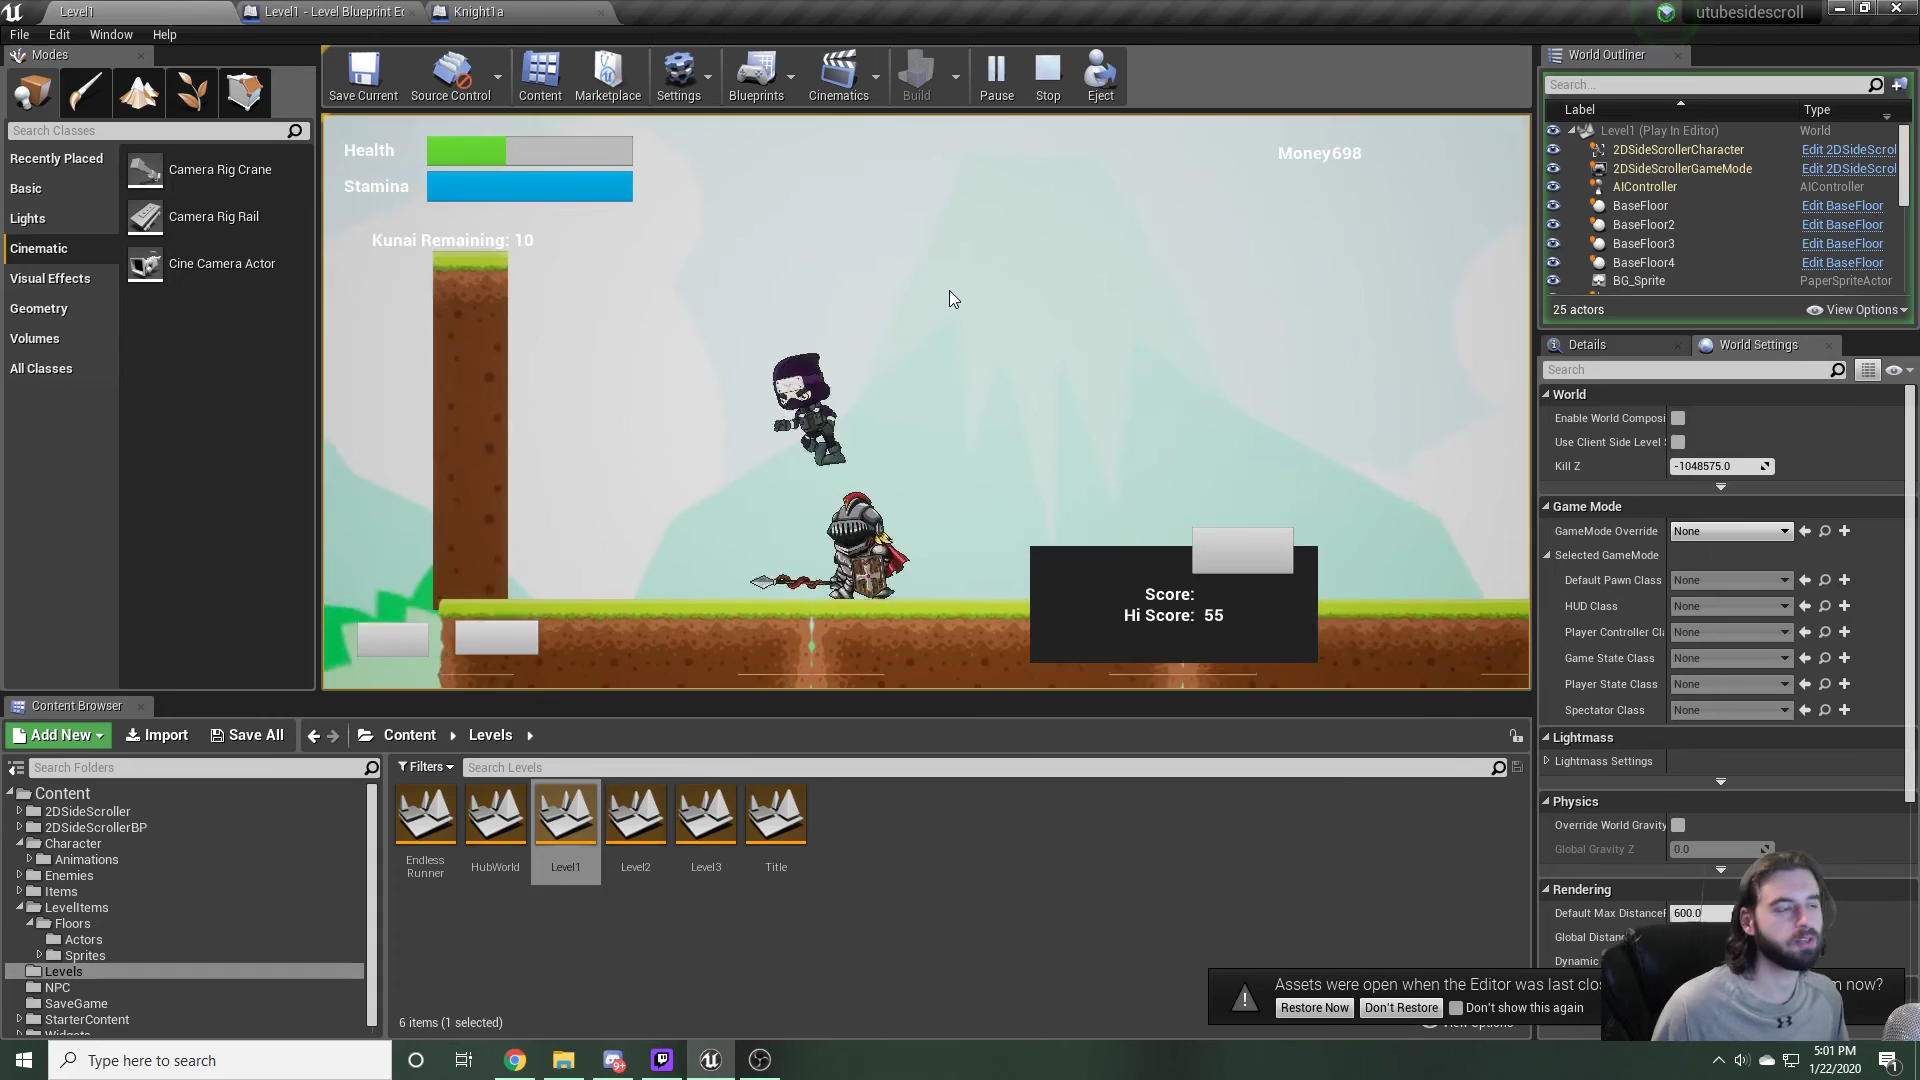 Level1
Level1 - Level Blueprint Ec
Knight1a
utubesidescroll
File Edit Window Help
Modes
Search Classes
Recently Placed
Basic
Lights
Cinematic
Visual Effects
Geometry
Volumes
All Classes
Camera Rig Crane
Camera Rig Rail
Cine Camera Actor
Save Current
Source Control
Content
Marketplace
Settings
Blueprints
Cinematics
Build
Pause
Stop
Eject
Health
Stamina
Kunai Remaining: 10
Money698
Score:
Hi Score: 55
World Outliner
Search...
Label Type
Level1 (Play In Editor) World
2DSideScrollerCharacter Edit 2DSideScrol
2DSideScrollerGameMode Edit 2DSideScrol
AIController AIController
BaseFloor Edit BaseFloor
BaseFloor2 Edit BaseFloor
BaseFloor3 Edit BaseFloor
BaseFloor4 Edit BaseFloor
BG_Sprite PaperSpriteActor
25 actors
View Options
Details
World Settings
Search
World
Enable World Composi
Use Client Side Level
Kill Z -1048575.0
Game Mode
GameMode Override None
Selected GameMode
Default Pawn Class None
HUD Class None
Player Controller Cl None
Game State Class None
Player State Class None
Spectator Class None
Lightmass
Lightmass Settings
Physics
Override World Gravity
Global Gravity Z 0.0
Rendering
Default Max DistanceF 600.0
Global Distan
Dynamic
Content Browser
Add New
Import
Save All
Content
Levels
Search Folders
Filters
Search Levels
Content
2DSideScroller
2DSideScrollerBP
Character
Animations
Enemies
Items
LevelItems
Floors
Actors
Sprites
Levels
NPC
SaveGame
StarterContent
Widgets
Endless
Runner
HubWorld
Level1
Level2
Level3
Title
6 items (1 selected)
View Options
Assets were open when the Editor was last clos
m now?
Restore Now
Don't Restore
Don't show this again
Type here to search
9+
5:01 PM
1/22/2020
1